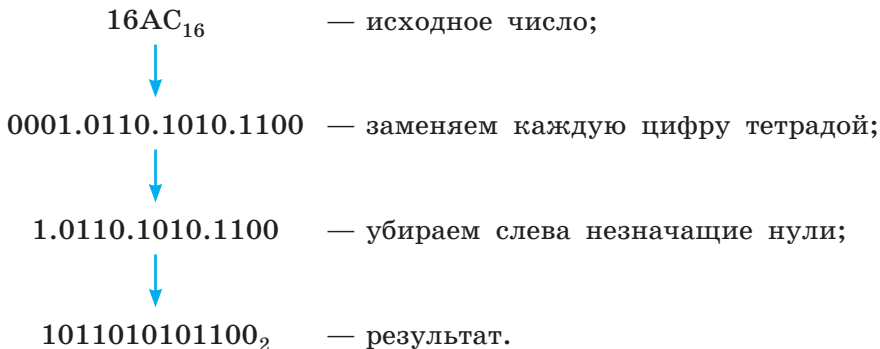 16AC₁₆ — исходное число;
0001.0110.1010.1100 — заменяем каждую цифру тетрадой;
1.0110.1010.1100 — убираем слева незначащие нули;
1011010101100₂ — результат.